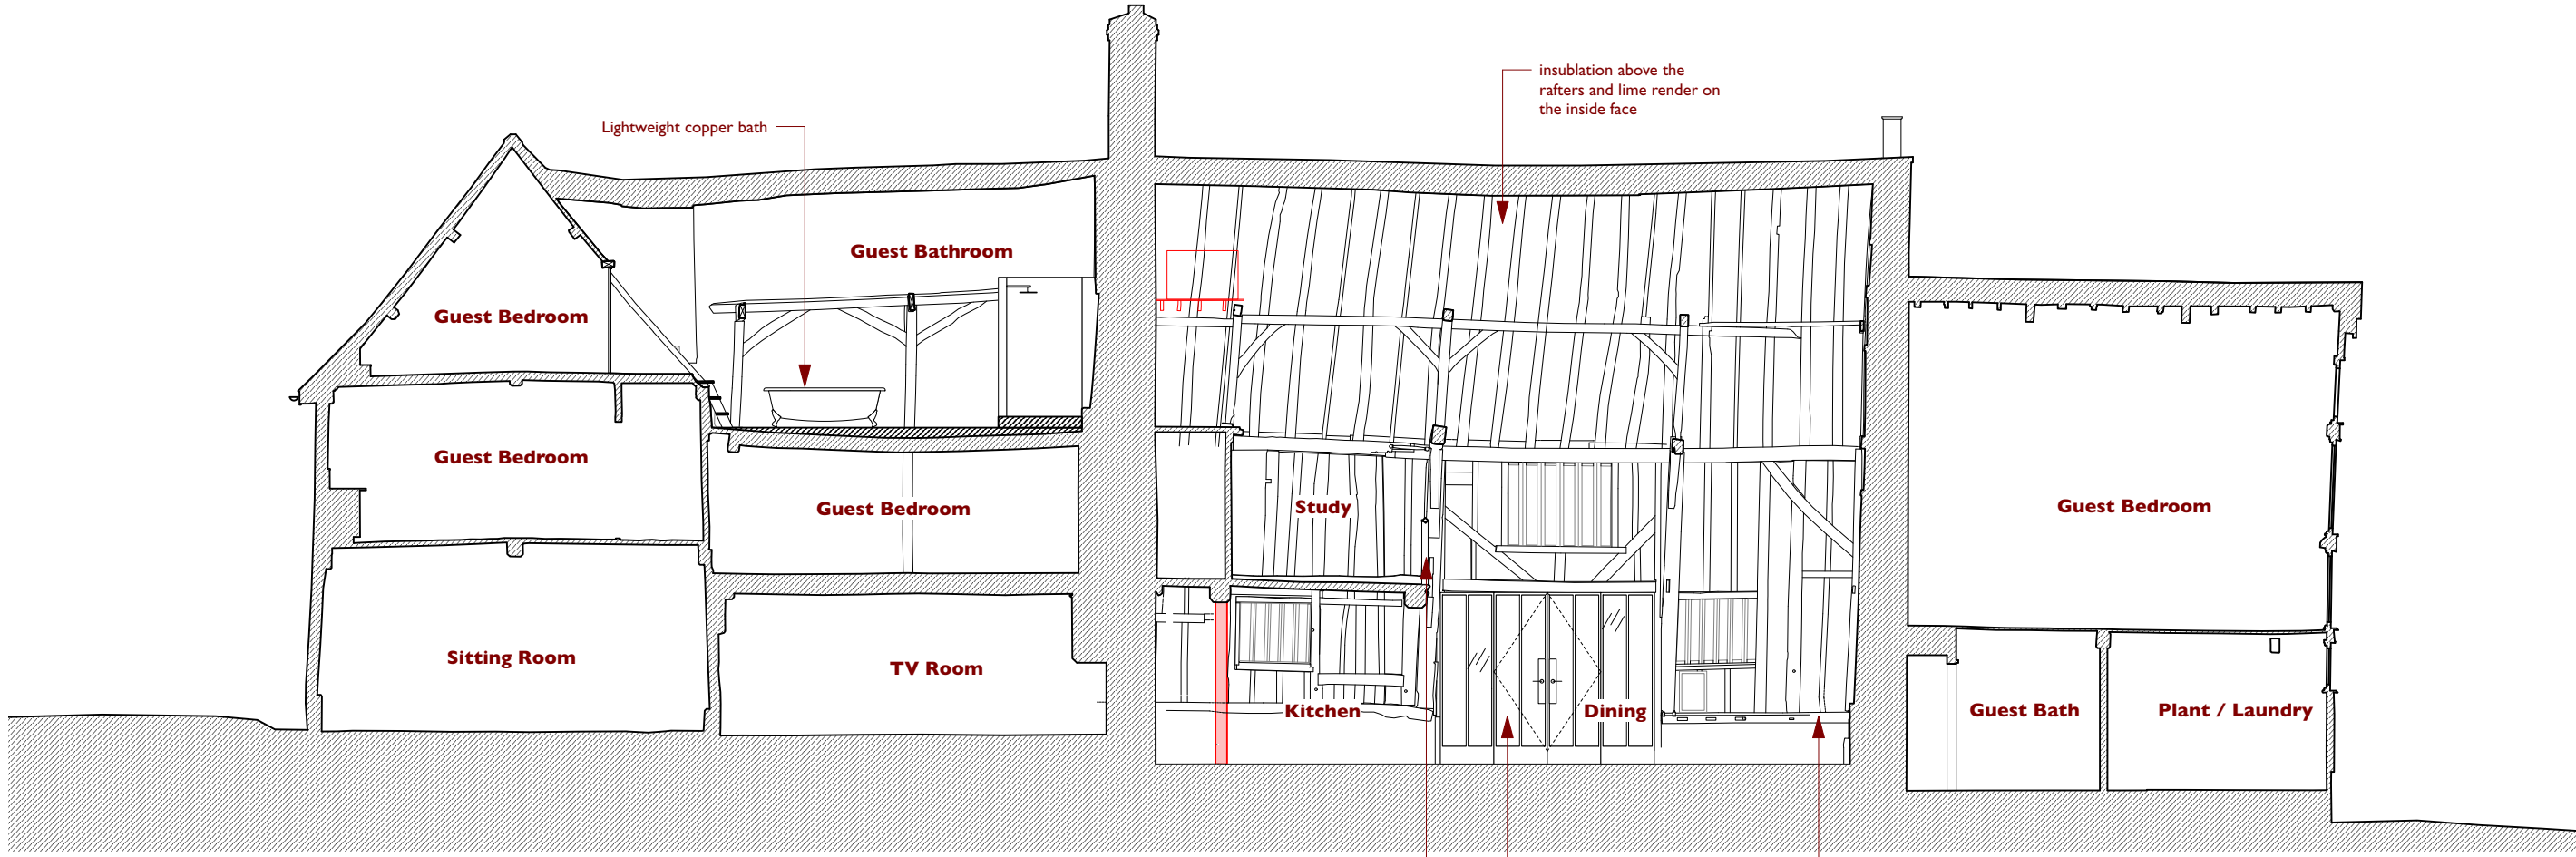 insublation above the
rafters and lime render on
the inside face
Lightweight copper bath
Guest Bathroom
Guest Bedroom
Guest Bedroom
Guest Bedroom
Study
Guest Bedroom
Sitting Room
TV Room
Kitchen
Dining
Guest Bath
Plant / Laundry